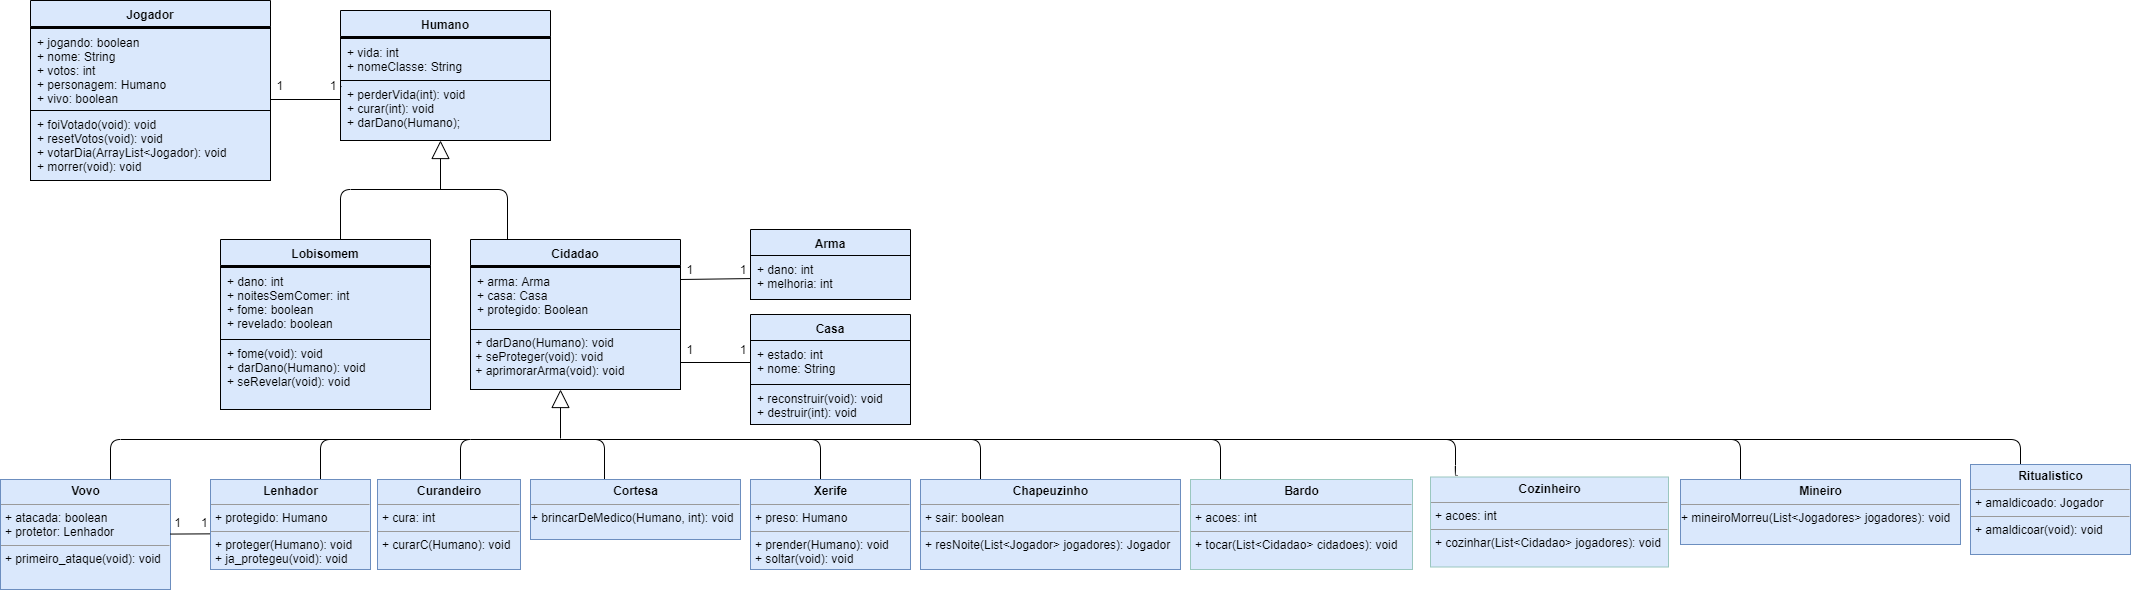 Jogador
+ jogando: boolean
+ nome: String
+ votos: int
+ personagem: Humano
+ vivo: boolean
+ foiVotado(void): void
+ resetVotos(void): void
+ votarDia(ArrayList<Jogador): void
+ morrer(void): void
1
1
Humano
+ vida: int
+ nomeClasse: String
+ perderVida(int): void
+ curar(int): void
+ darDano(Humano);
Lobisomem
+ dano: int
+ noitesSemComer: int
+ fome: boolean
+ revelado: boolean
+ fome(void): void
+ darDano(Humano): void
+ seRevelar(void): void
Cidadao
+ arma: Arma
+ casa: Casa
+ protegido: Boolean
+ darDano(Humano): void
+ seProteger(void): void
+ aprimorarArma(void): void
1
1
Arma
+ dano: int
+ melhoria: int
1
1
Casa
+ estado: int
+ nome: String
+ reconstruir(void): void
+ destruir(int): void
Vovo
+ atacada: boolean
+ protetor: Lenhador
+ primeiro_ataque(void): void
1
1
Lenhador
+ protegido: Humano
+ proteger(Humano): void
+ ja_protegeu(void): void
Curandeiro
+ cura: int
+ curarC(Humano): void
Cortesa
+ brincarDeMedico(Humano, int): void
Xerife
+ preso: Humano
+ prender(Humano): void
+ soltar(void): void
Chapeuzinho
+ sair: boolean
+ resNoite(List<Jogador> jogadores): Jogador
Bardo
+ acoes: int
+ tocar(List<Cidadao> cidadoes): void
Cozinheiro
+ acoes: int
+ cozinhar(List<Cidadao> jogadores): void
Mineiro
+ mineiroMorreu(List<Jogadores> jogadores): void
Ritualistico
+ amaldicoado: Jogador
+ amaldicoar(void): void